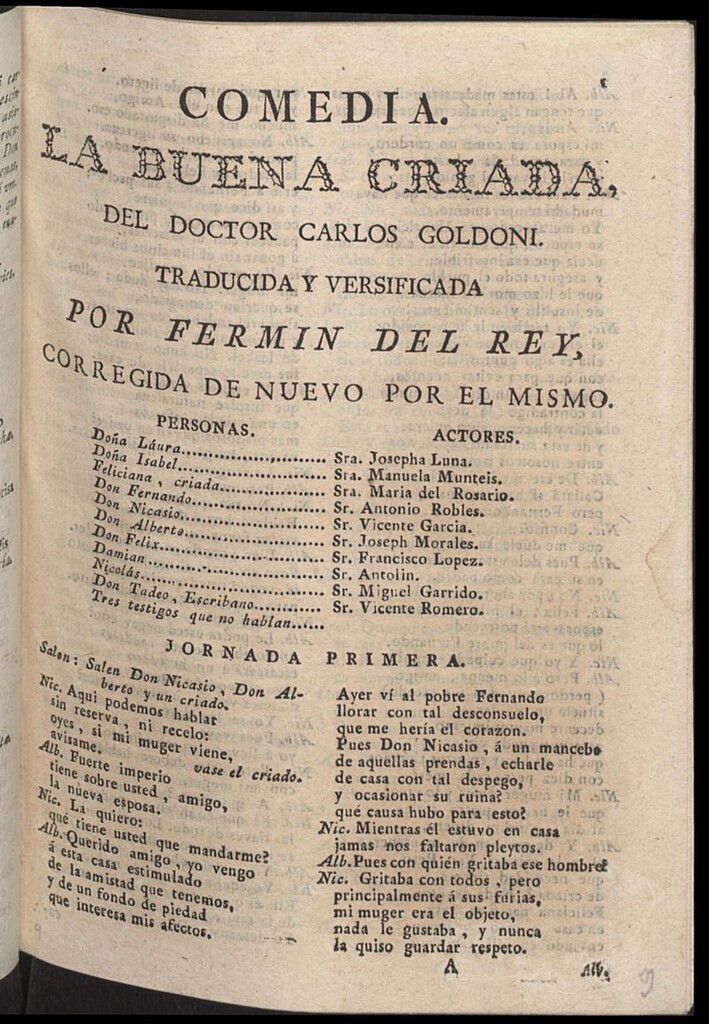 COMEDIA.
LA BUENA CRIADA,
DEL DOCTOR CARLOS GOLDONI.
TRADUCIDA Y VERSIFICADA
POR FERMIN DEL REY,
CORREGIDA DE NUEVO POR EL MISMO.
PERSONAS. ACTORES.
Doña Láura.......... Sra. Josepha Luna.
Doña Isabel.......... Sra. Manuela Munteis.
Feliciana, criada.......... Sra. Maria del Rosario.
Don Fernando.......... Sr. Antonio Robles.
Don Nicasio.......... Sr. Vicente Garcia.
Don Alberto.......... Sr. Joseph Morales.
Don Felix.......... Sr. Francisco Lopez.
Damian.......... Sr. Antolin.
Nicolás.......... Sr. Miguel Garrido.
Don Tadeo, Escribano.......... Sr. Vicente Romero.
Tres testigos que no hablan......
JORNADA PRIMERA.
Salon: Salen Don Nicasio, Don Al-
berto y un criado.
Nic. Aqui podemos hablar
sin reserva, ni recelo:
oyes, si mi muger viene,
avisame. vase el criado.
Alb. Fuerte imperio
tiene sobre usted, amigo,
la nueva esposa.
Nic. La quiero:
qué tiene usted que mandarme?
Alb. Querido amigo, yo vengo
á esta casa estimulado
de la amistad que tenemos,
y de un fondo de piedad
que interesa mis afectos.
Ayer ví al pobre Fernando
llorar con tal desconsuelo,
que me hería el corazon.
Pues Don Nicasio, á un mancebo
de aquellas prendas, echarle
de casa con tal despego,
y ocasionar su ruina?
qué causa hubo para esto?
Nic. Mientras él estuvo en casa
jamas nos faltaron pleytos.
Alb. Pues con quién gritaba ese hombre?
Nic. Gritaba con todos, pero
principalmente á sus furias,
mi muger era el objeto,
nada le gustaba, y nunca
la quiso guardar respeto.
A Alb.
9